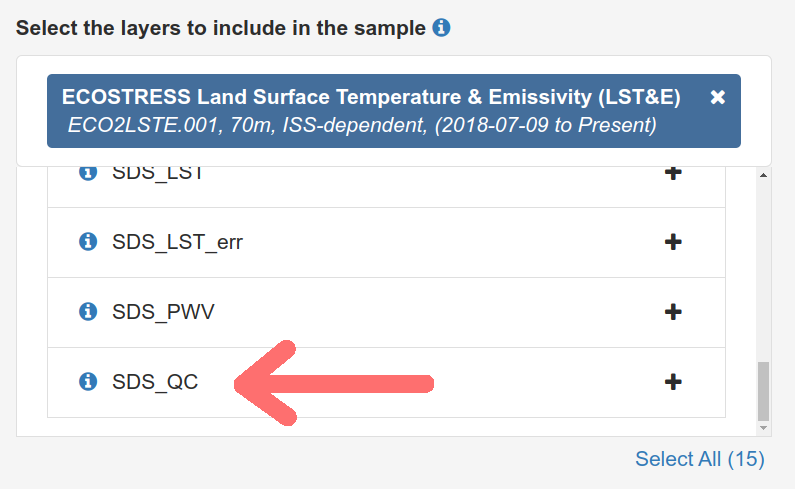 Select the layers to include in the sample
ECOSTRESS Land Surface Temperature & Emissivity (LST&E)
ECO2LSTE.001, 70m, ISS-dependent, (2018-07-09 to Present)
SDS_LST
SDS_LST_err
SDS_PWV
SDS_QC
Select All (15)